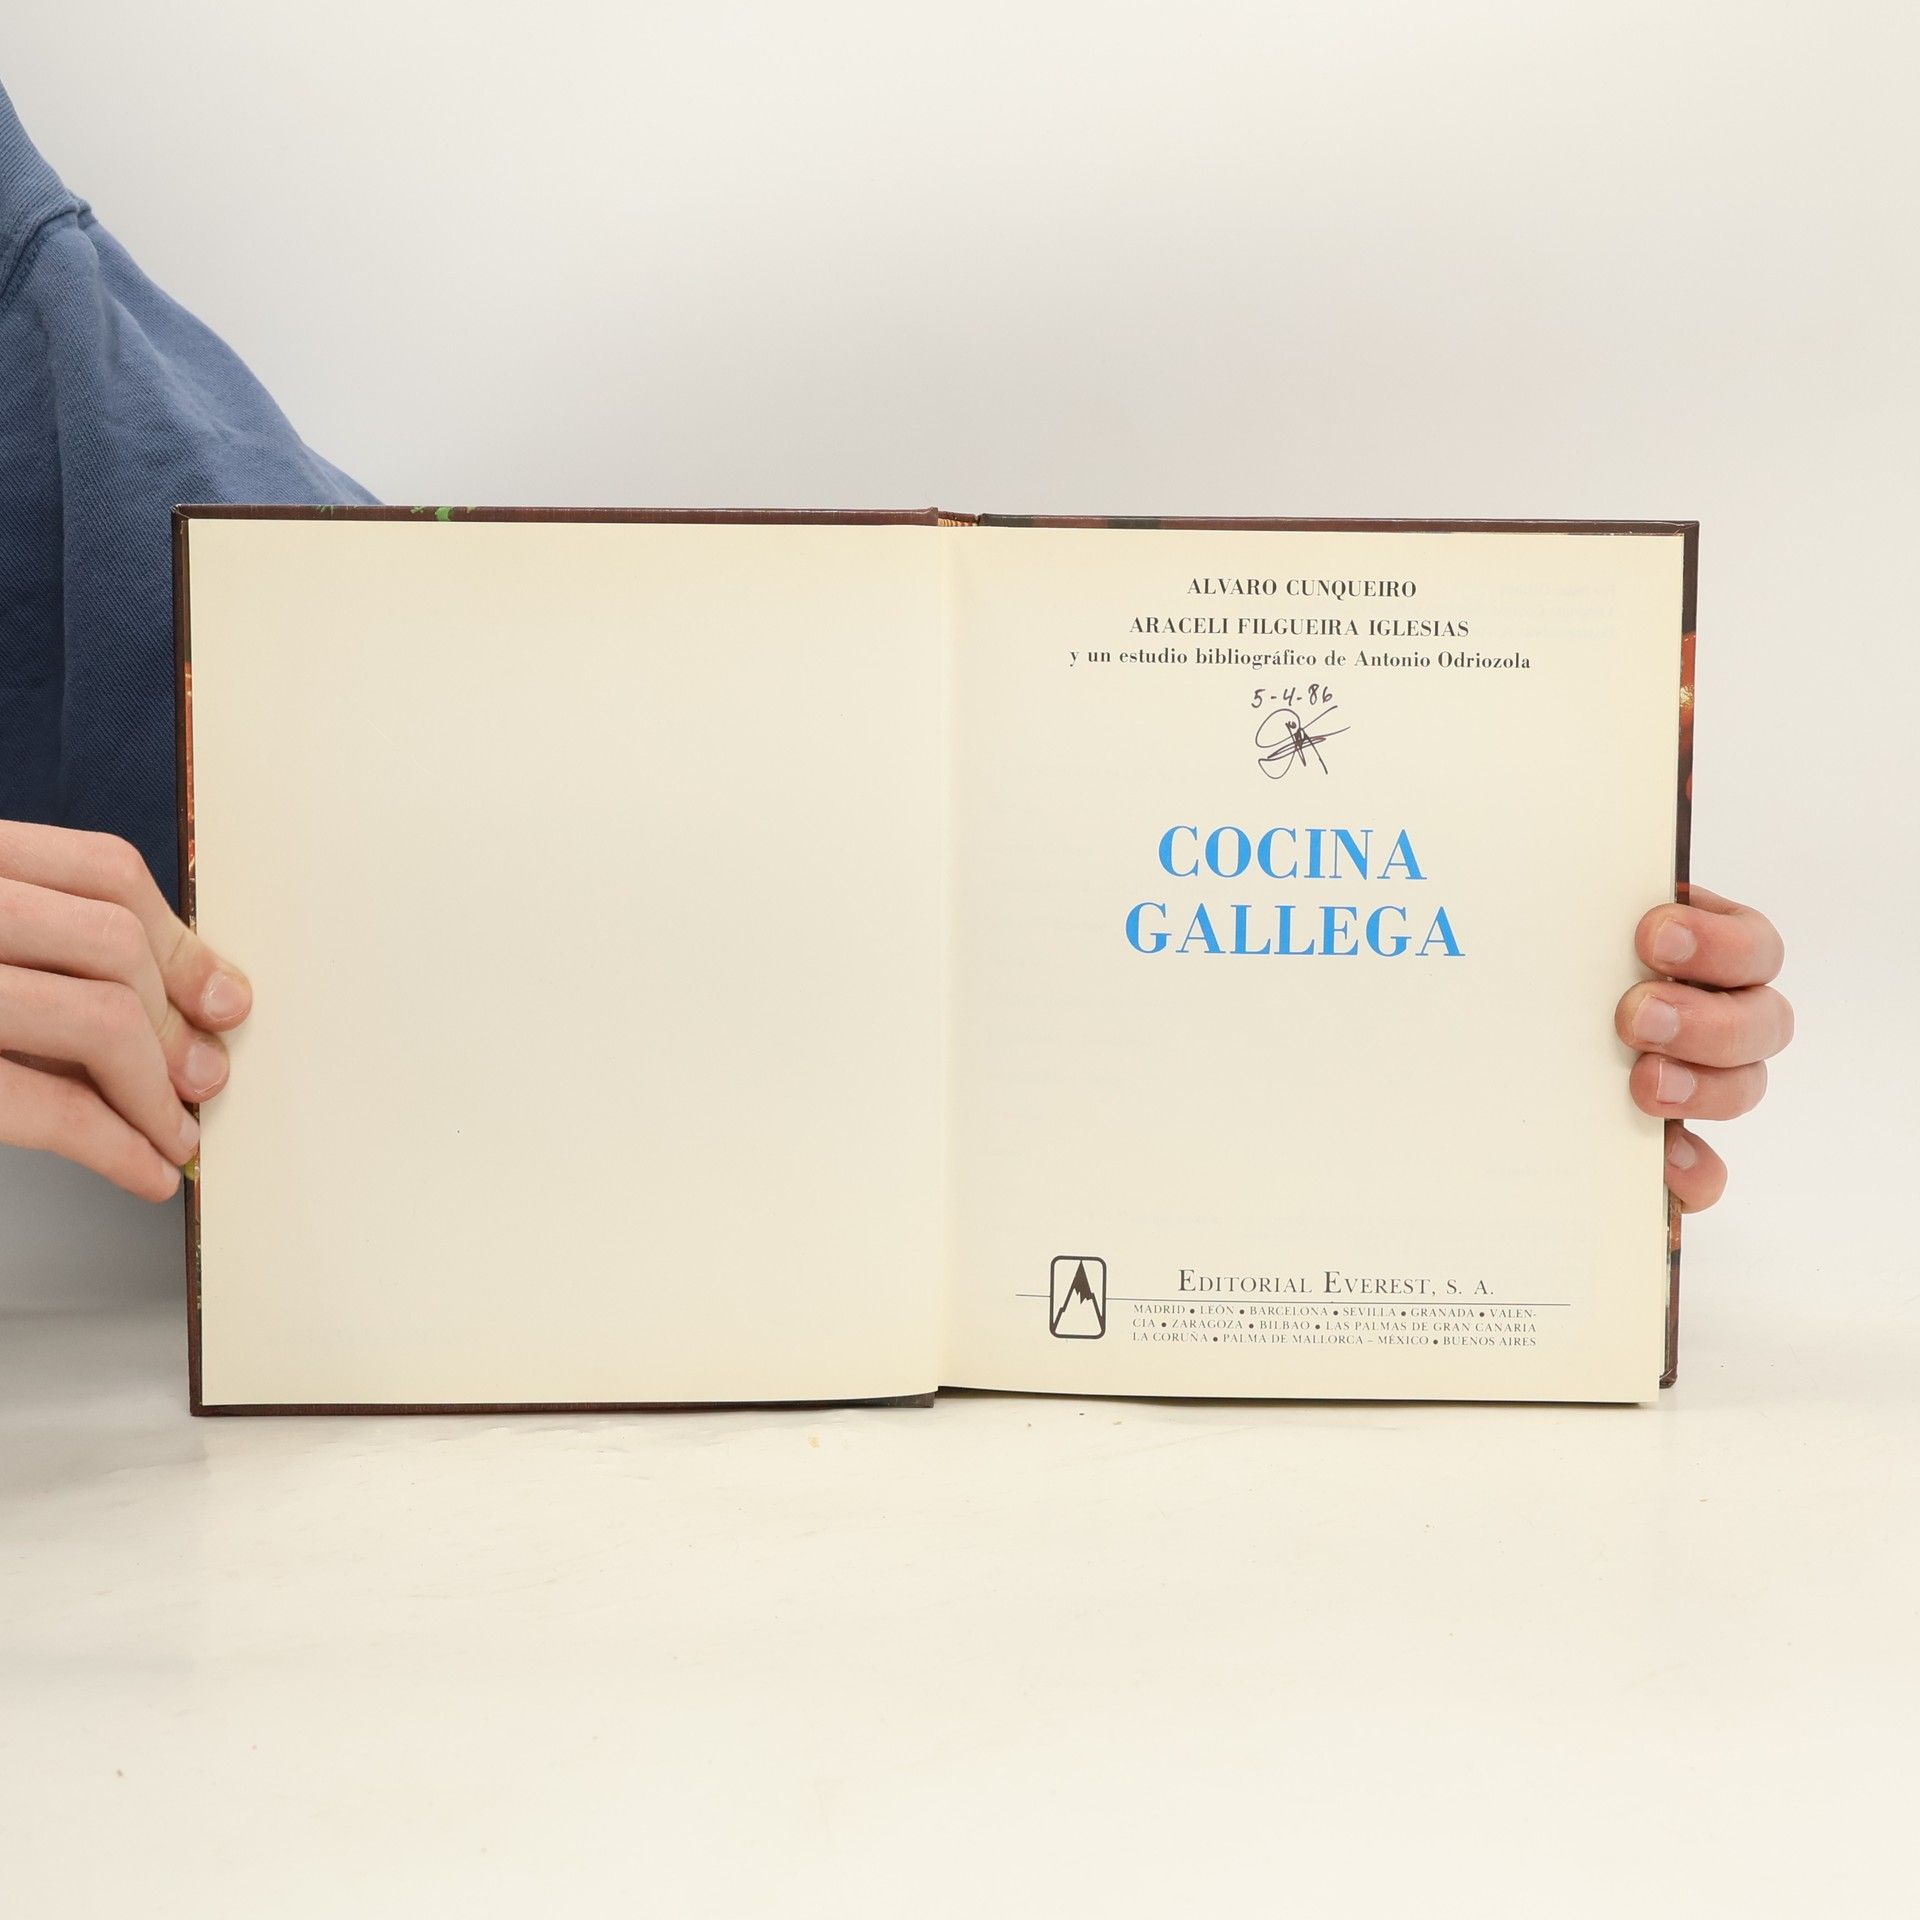 ALVARO CUNQUEIRO
ARACELI FILGUEIRA IGLESIAS
y un estudio bibliográfico de Antonio Odriozola
5-4-86
COCINA
GALLEGA
EDITORIAL EVEREST, S. A.
MADRID • LEÓN • BARCELONA • SEVILLA • GRANADA • VALEN-
CIA • ZARAGOZA • BILBAO • LAS PALMAS DE GRAN CANARIA
LA CORUÑA • PALMA DE MALLORCA – MÉXICO • BUENOS AIRES